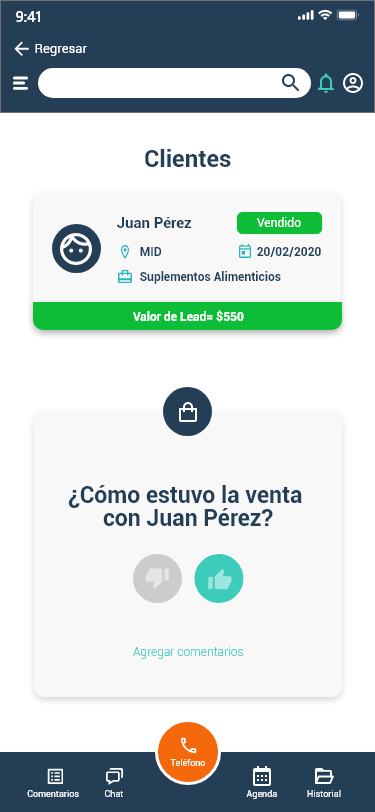 9:41
Regresar
Clientes
Juan Pérez
Vendido
MID
20/02/2020
Suplementos Alimenticios
Valor de Lead= $550
¿Cómo estuvo la venta
con Juan Pérez?
Agregar comentarios
Teléfono
Comentarios
Chat
Agenda
Historial